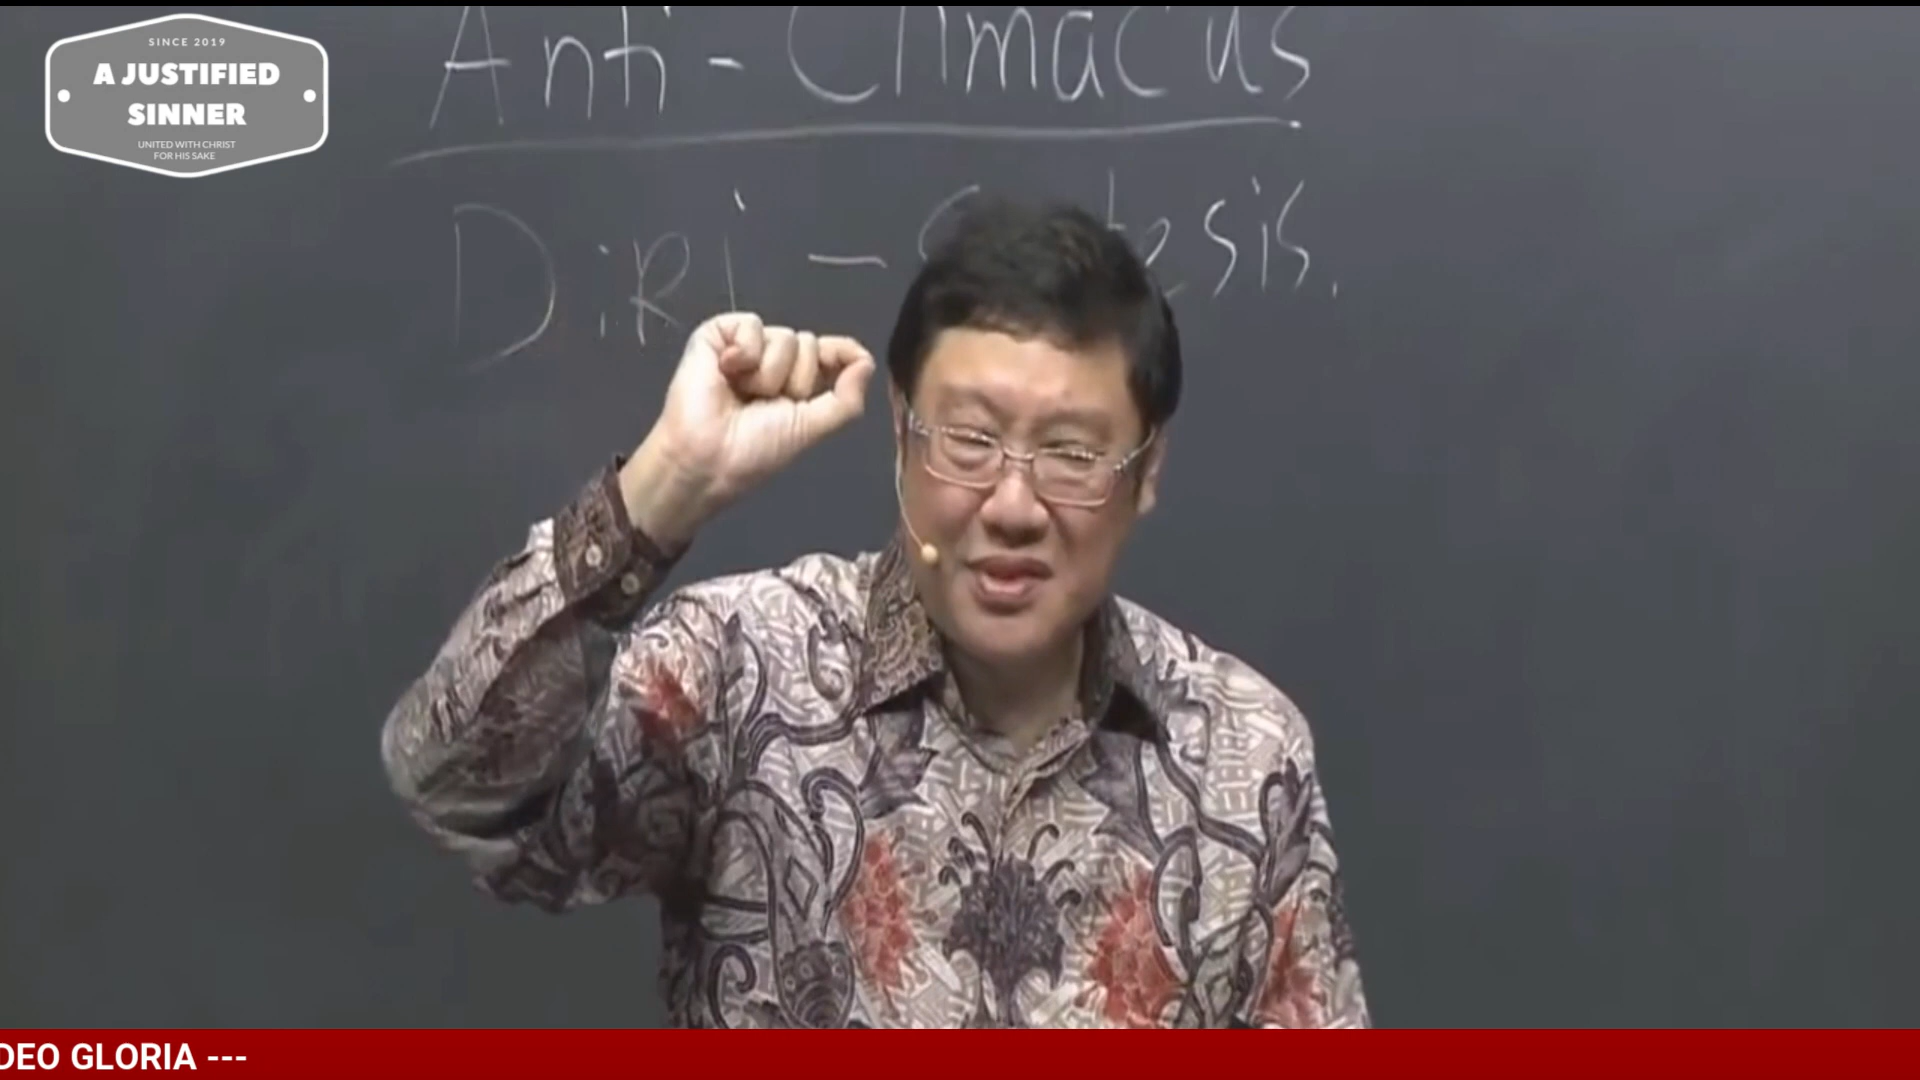 SINCE 2019
A JUSTIFIED
SINNER
UNITED WITH CHRIST
FOR HIS SAKE
Anti-Climacus
Diri —
DEO GLORIA ---